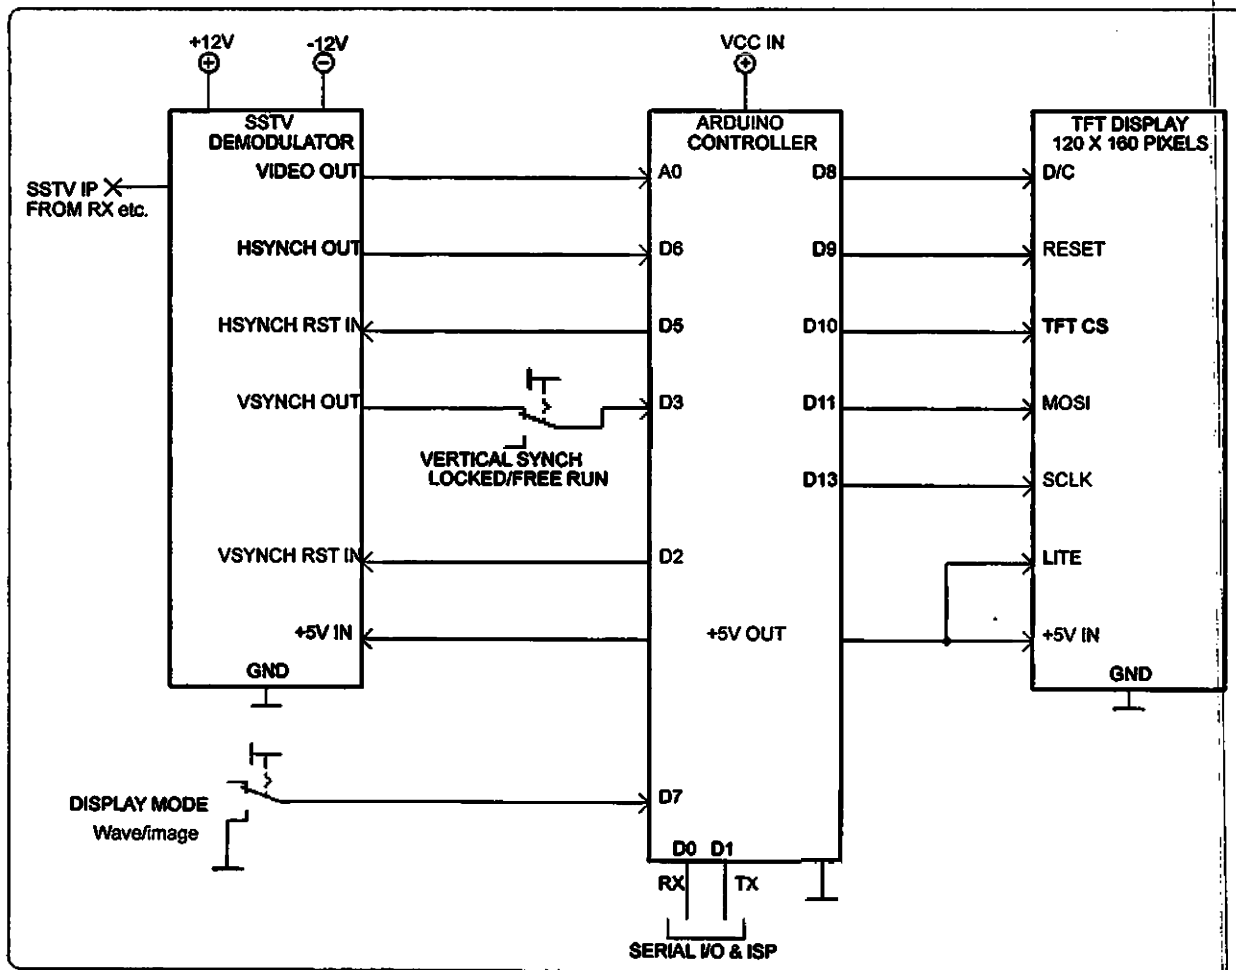 +12V
-12V
VCC IN
SSTV
DEMODULATOR
ARDUINO
CONTROLLER
TFT DISPLAY
120 X 160 PIXELS
VIDEO OUT
A0
D8
D/C
SSTV IP
FROM RX etc.
HSYNCH OUT
D6
D9
RESET
HSYNCH RST IN
D5
D10
TFT CS
VSYNCH OUT
D3
D11
MOSI
VERTICAL SYNCH
LOCKED/FREE RUN
D13
SCLK
VSYNCH RST IN
D2
LITE
+5V IN
+5V OUT
+5V IN
GND
GND
DISPLAY MODE
Wave/image
D7
D0 D1
RX
TX
SERIAL I/O & ISP